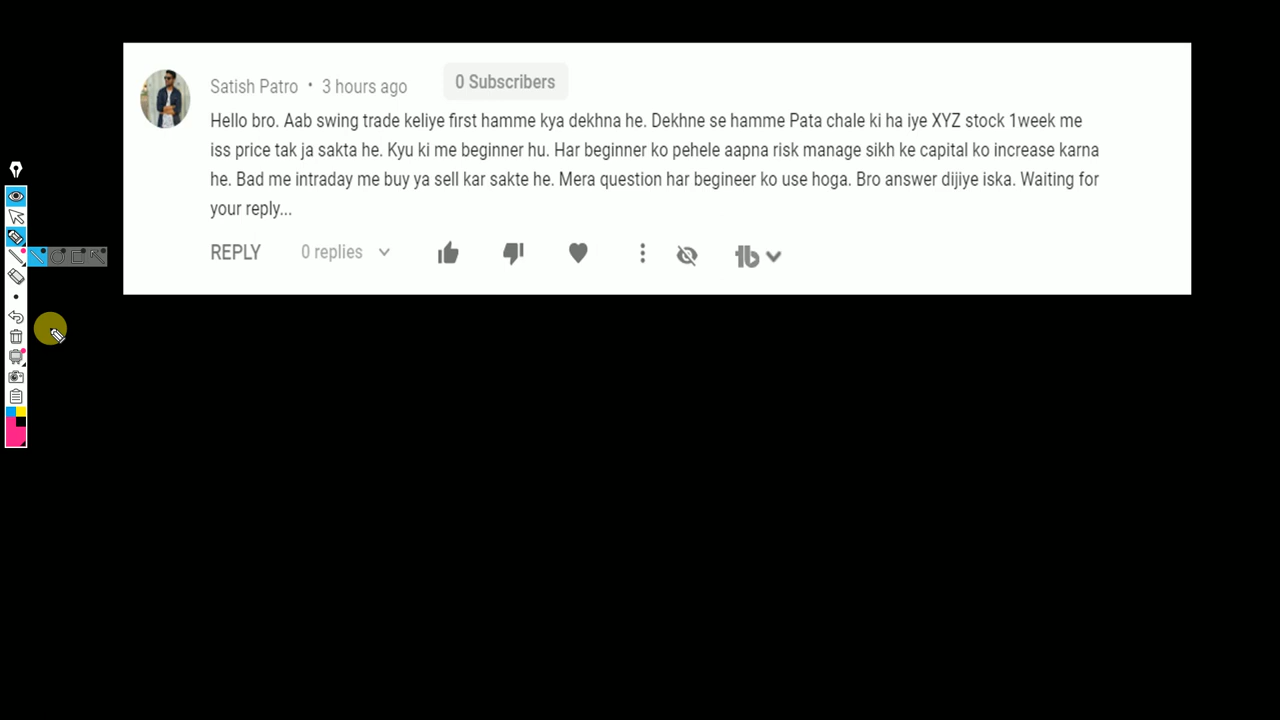 Satish Patro • 3 hours ago 0 Subscribers
Hello bro. Aab swing trade keliye first hamme kya dekhna he. Dekhne se hamme Pata chale ki ha iye XYZ stock 1week me
iss price tak ja sakta he. Kyu ki me beginner hu. Har beginner ko pehele aapna risk manage sikh ke capital ko increase karna
he. Bad me intraday me buy ya sell kar sakte he. Mera question har begineer ko use hoga. Bro answer dijiye iska. Waiting for
your reply...
REPLY 0 replies